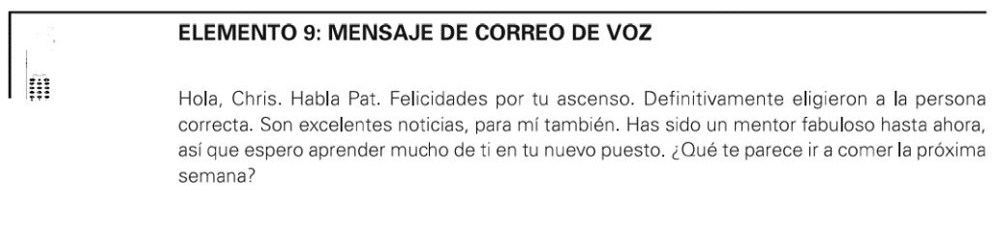 ELEMENTO 9: MENSAJE DE CORREO DE VOZ
Hola, Chris. Habla Pat. Felicidades por tu ascenso. Definitivamente eligieron a la persona
correcta. Son excelentes noticias, para mí también. Has sido un mentor fabuloso hasta ahora,
así que espero aprender mucho de ti en tu nuevo puesto. ¿Qué te parece ir a comer la próxima
semana?